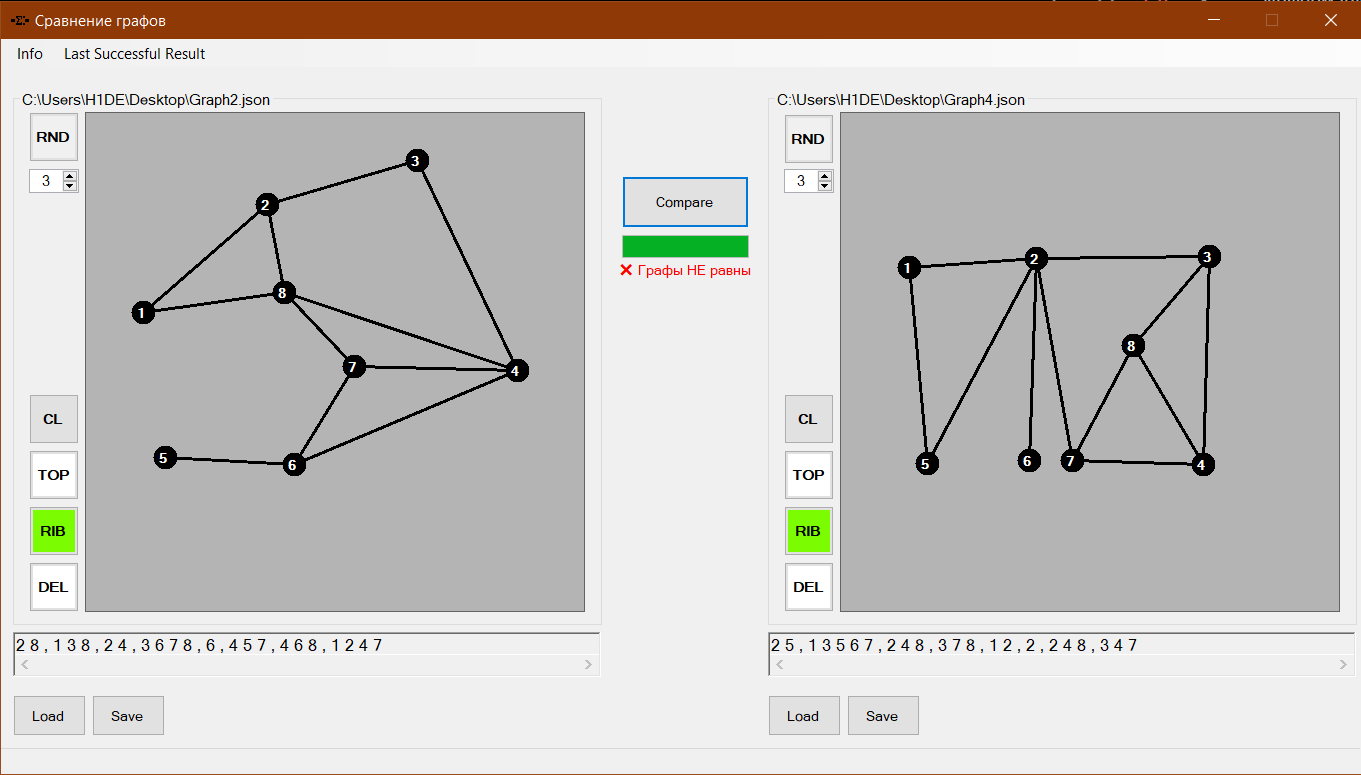 Сравнение графов
Info Last Successful Result
C:\Users\H1DE\Desktop\Graph2.json
RND
3
CL
TOP
RIB
DEL
1
2
3
4
5
6
7
8
2 8 , 1 3 8 , 2 4 , 3 6 7 8 , 6 , 4 5 7 , 4 6 8 , 1 2 4 7
Load Save
Compare
❌ Графы НЕ равны
C:\Users\H1DE\Desktop\Graph4.json
RND
3
CL
TOP
RIB
DEL
1
2
3
4
5
6
7
8
2 5 , 1 3 5 6 7 , 2 4 8 , 3 7 8 , 1 2 , 2 , 2 4 8 , 3 4 7
Load Save